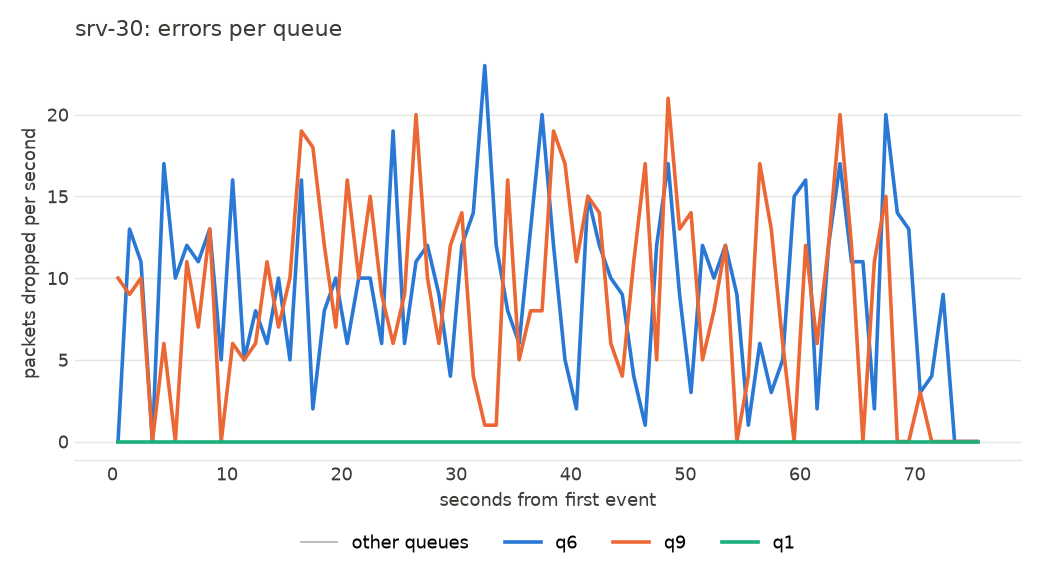 srv-30: errors per queue
packets dropped per second
20
15
10
5
0
0 10 20 30 40 50 60 70
seconds from first event
other queues q6 q9 q1